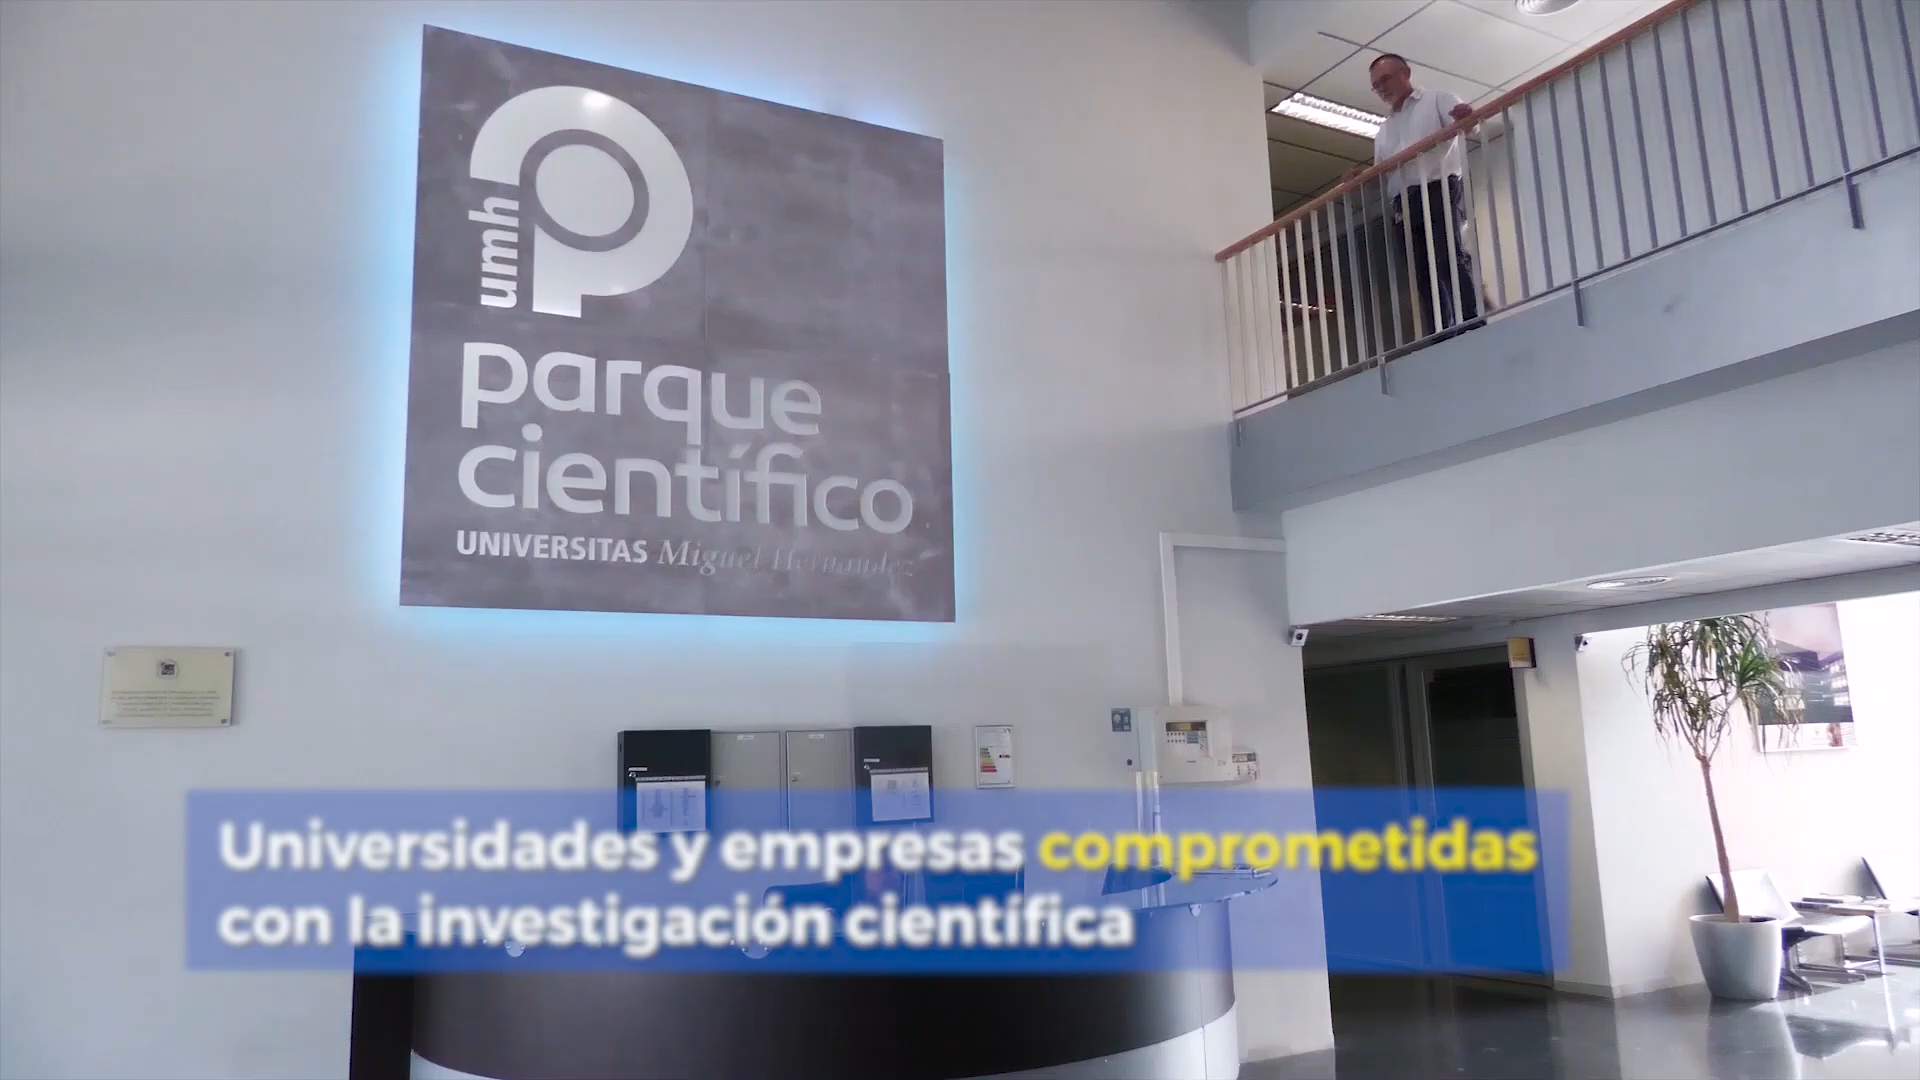 umh
parque
científico
UNIVERSITAS Miguel Hernández
Universidades y empresas comprometidas
con la investigación científica